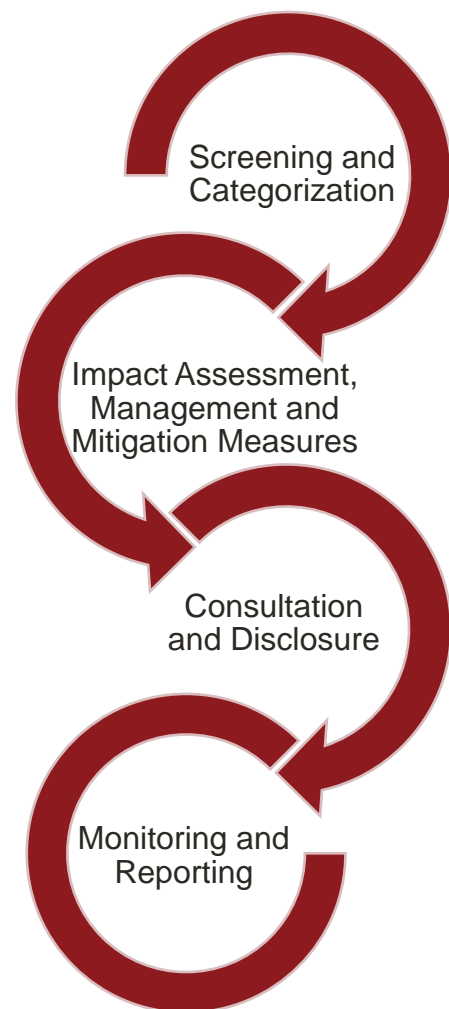 Screening and
Categorization
Impact Assessment,
Management and
Mitigation Measures
Consultation
and Disclosure
Monitoring and
Reporting